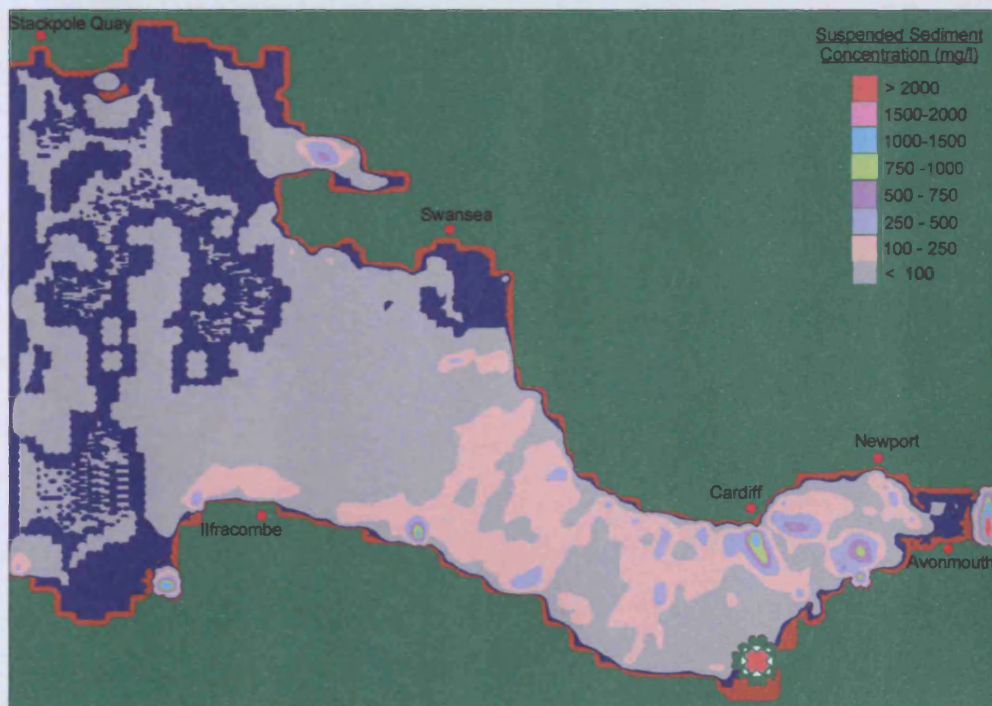 Stackpole Quay
Suspended Sediment
Concentration (mg/l)
> 2000
1500-2000
1000-1500
750 -1000
500 - 750
250 - 500
100 - 250
< 100
Swansea
Newport
Cardiff
Ilfracombe
Avonmouth